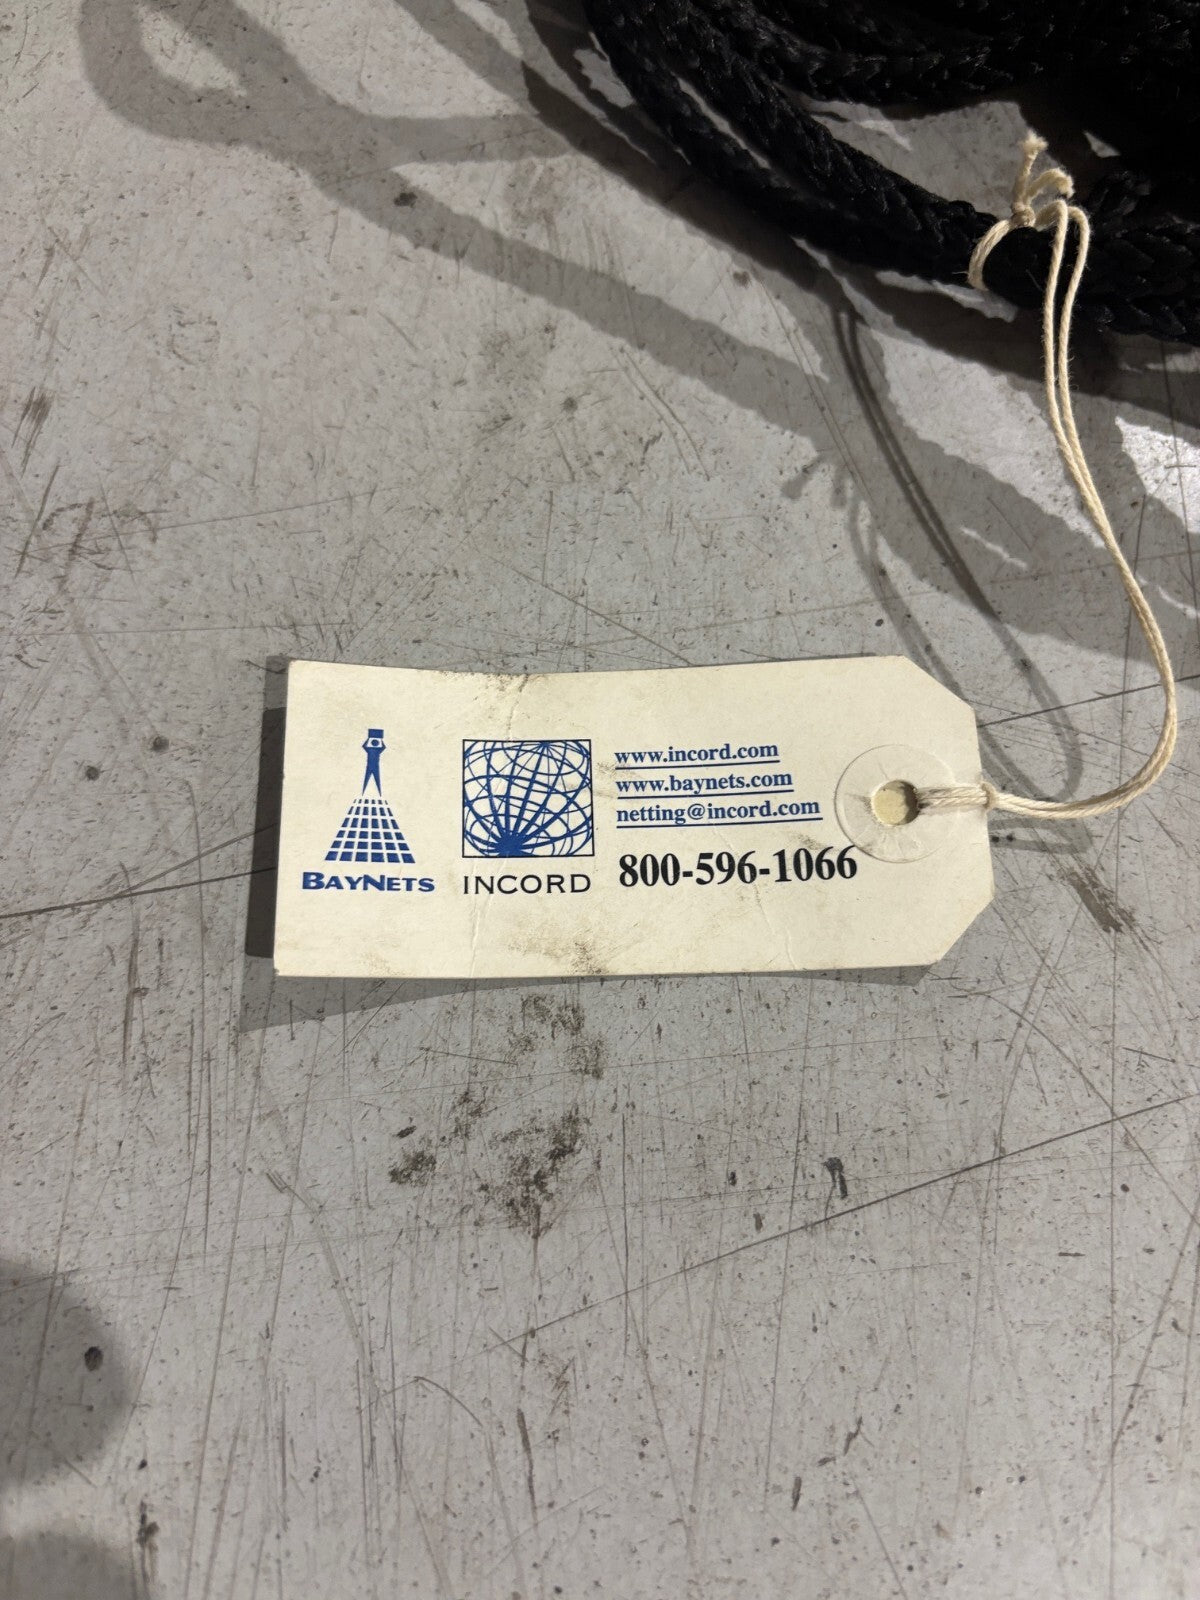 BAYNETS
INCORD
www.incord.com
www.baynets.com
netting@incord.com
800-596-1066